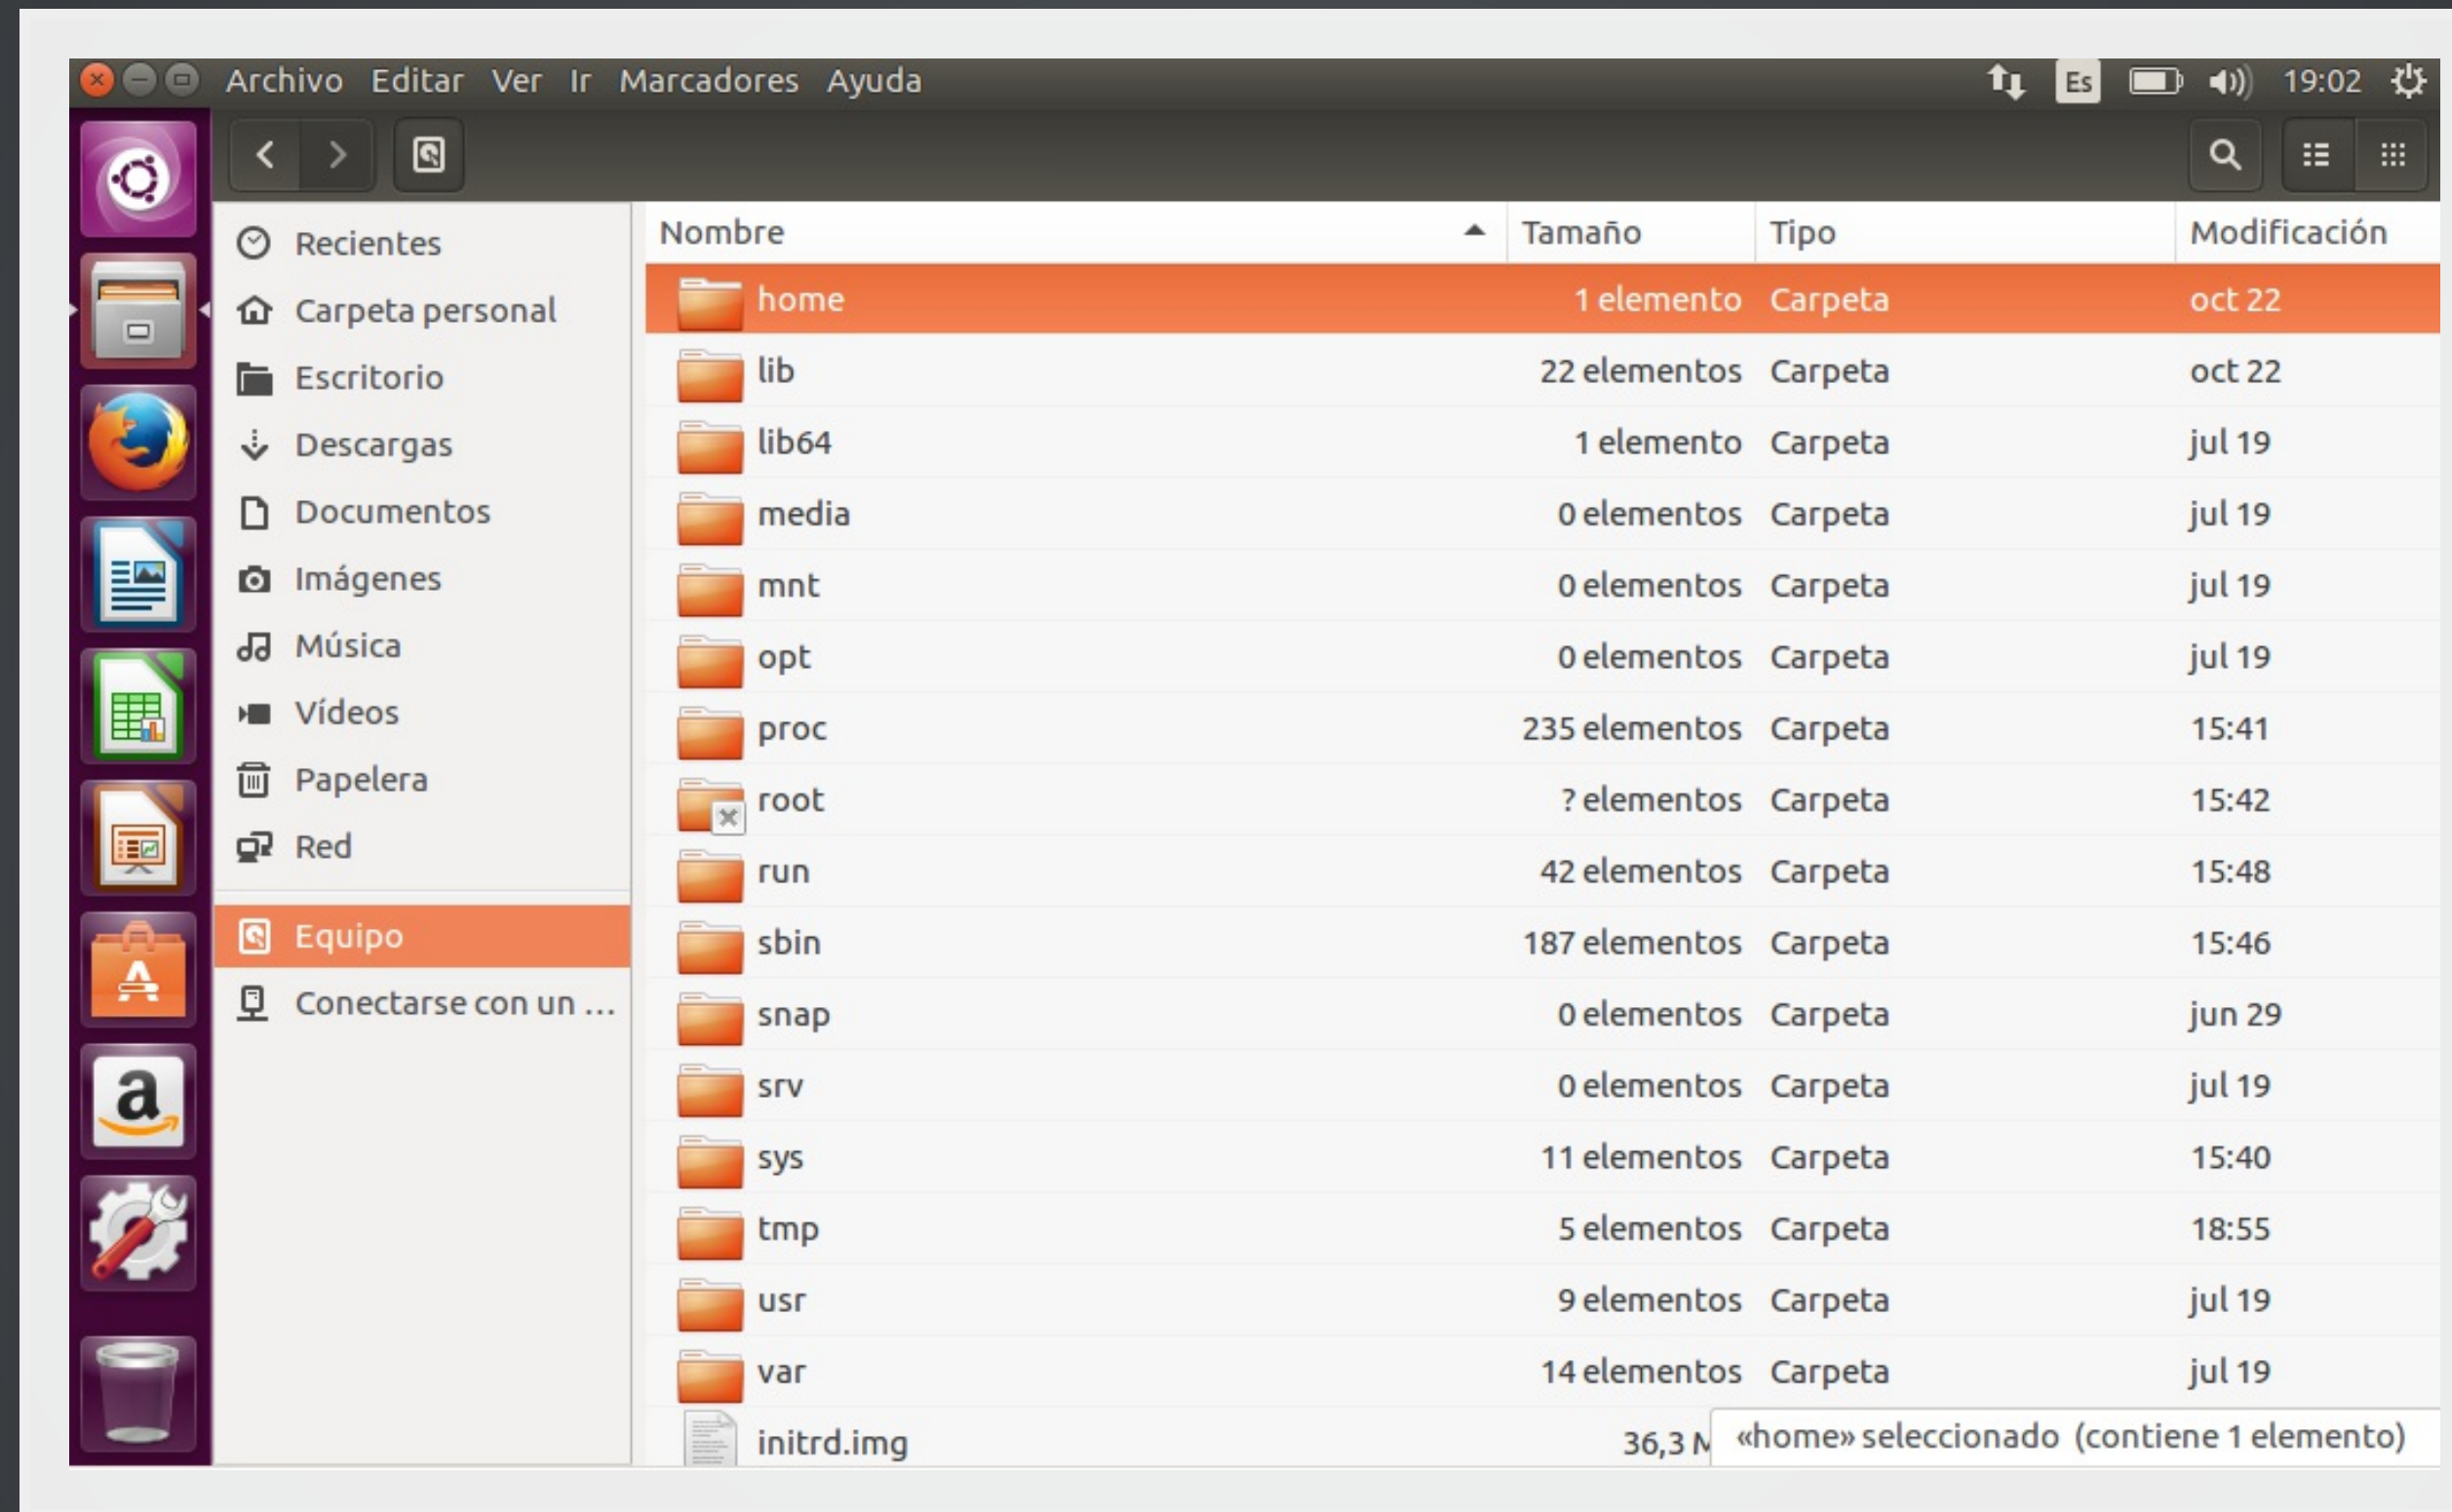 Archivo Editar Ver Ir Marcadores Ayuda
Es 19:02
Recientes
Carpeta personal
Escritorio
Descargas
Documentos
Imágenes
Música
Vídeos
Papelera
Red
Equipo
Conectarse con un ...
Nombre Tamaño Tipo Modificación
home 1 elemento Carpeta oct 22
lib 22 elementos Carpeta oct 22
lib64 1 elemento Carpeta jul 19
media 0 elementos Carpeta jul 19
mnt 0 elementos Carpeta jul 19
opt 0 elementos Carpeta jul 19
proc 235 elementos Carpeta 15:41
root ? elementos Carpeta 15:42
run 42 elementos Carpeta 15:48
sbin 187 elementos Carpeta 15:46
snap 0 elementos Carpeta jun 29
srv 0 elementos Carpeta jul 19
sys 11 elementos Carpeta 15:40
tmp 5 elementos Carpeta 18:55
usr 9 elementos Carpeta jul 19
var 14 elementos Carpeta jul 19
initrd.img 36,3
«home» seleccionado (contiene 1 elemento)